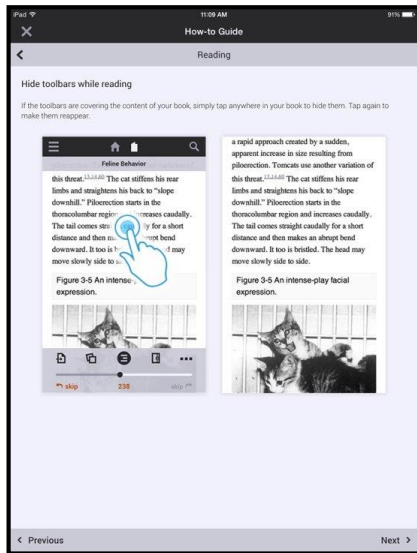 iPad 11:09 AM 91%
How-to Guide
Reading
Hide toolbars while reading
If the toolbars are covering the content of your book, simply tap anywhere in your book to hide them. Tap again to
make them reappear.
Feline Behavior
this threat.13,14,60 The cat stiffens his rear
limbs and straightens his back to "slope
downhill." Piloerection starts in the
thoracolumbar region increases caudally.
The tail comes ly for a short
distance and then upt bend
downward. It too is d may
move slowly to
Figure 3-5 An intense-
expression.
skip 238 skip
a rapid approach created by a sudden,
apparent increase in size resulting from
piloerection. Tomcats use another variation of
this threat.13,14,60 The cat stiffens his rear
limbs and straightens his back to "slope
downhill." Piloerection starts in the
thoracolumbar region and increases caudally.
The tail comes straight caudally for a short
distance and then makes an abrupt bend
downward. It too is bristled. The head may
move slowly side to side.
Figure 3-5 An intense-play facial
expression.
Previous Next